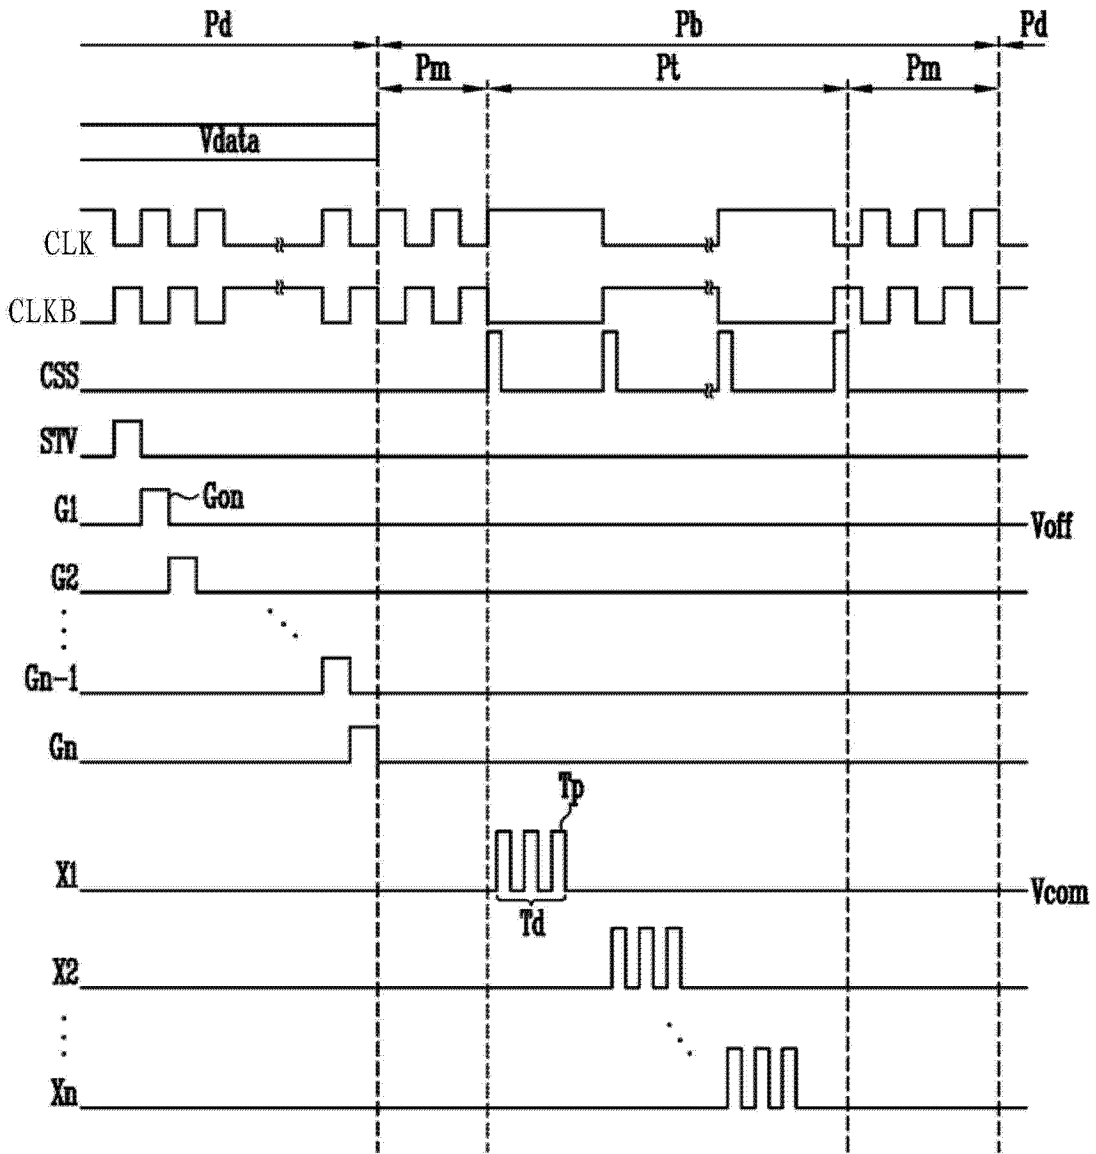 Pd Pb Pd
Pm Pt Pm
Vdata
CLK
CLKB
CSS
STV
G1 Gon Voff
G2
Gn-1
Gn
Tp
X1 Vcom
Td
X2
Xn